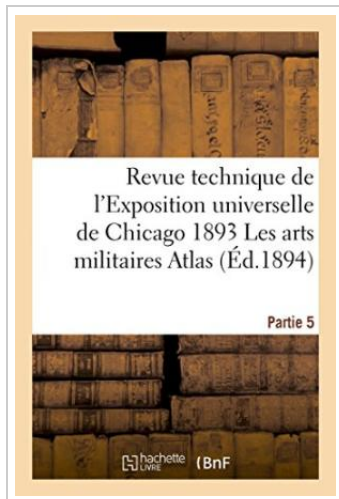 Revue technique de
l'Exposition universelle
de Chicago 1893 Les arts
militaires Atlas (Éd.1894)
Partie 5
hachette
LIVRE
(BnF